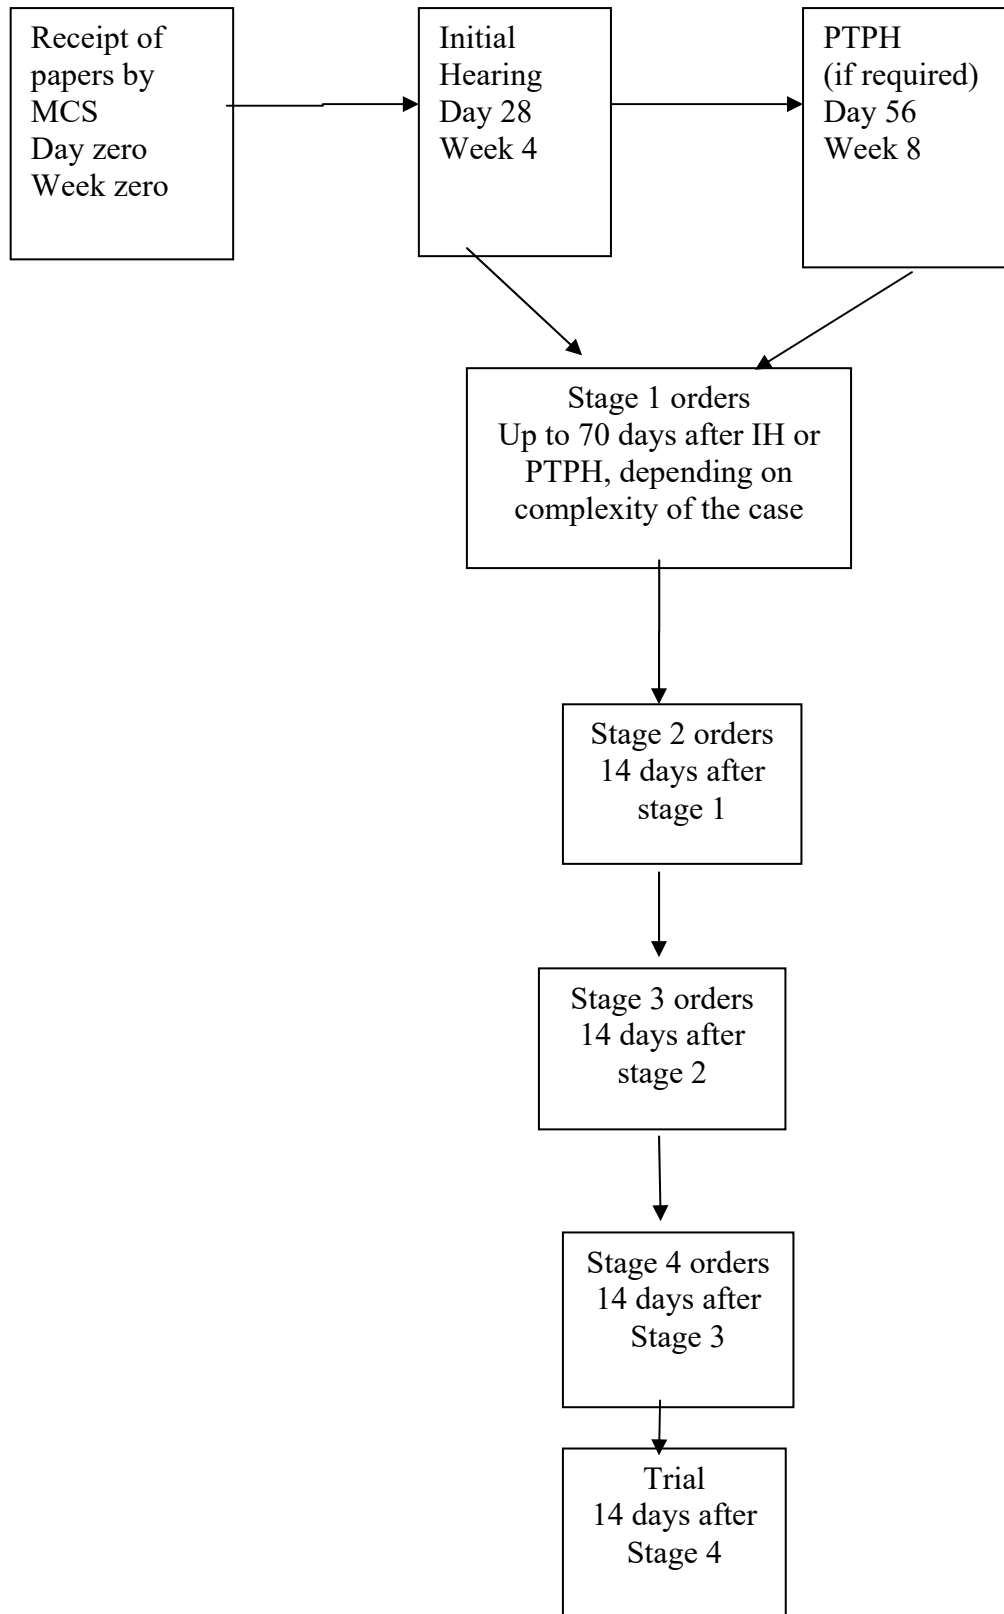 Receipt of
papers by
MCS
Day zero
Week zero
Initial
Hearing
Day 28
Week 4
PTPH
(if required)
Day 56
Week 8
Stage 1 orders
Up to 70 days after IH or
PTPH, depending on
complexity of the case
Stage 2 orders
14 days after
stage 1
Stage 3 orders
14 days after
stage 2
Stage 4 orders
14 days after
Stage 3
Trial
14 days after
Stage 4